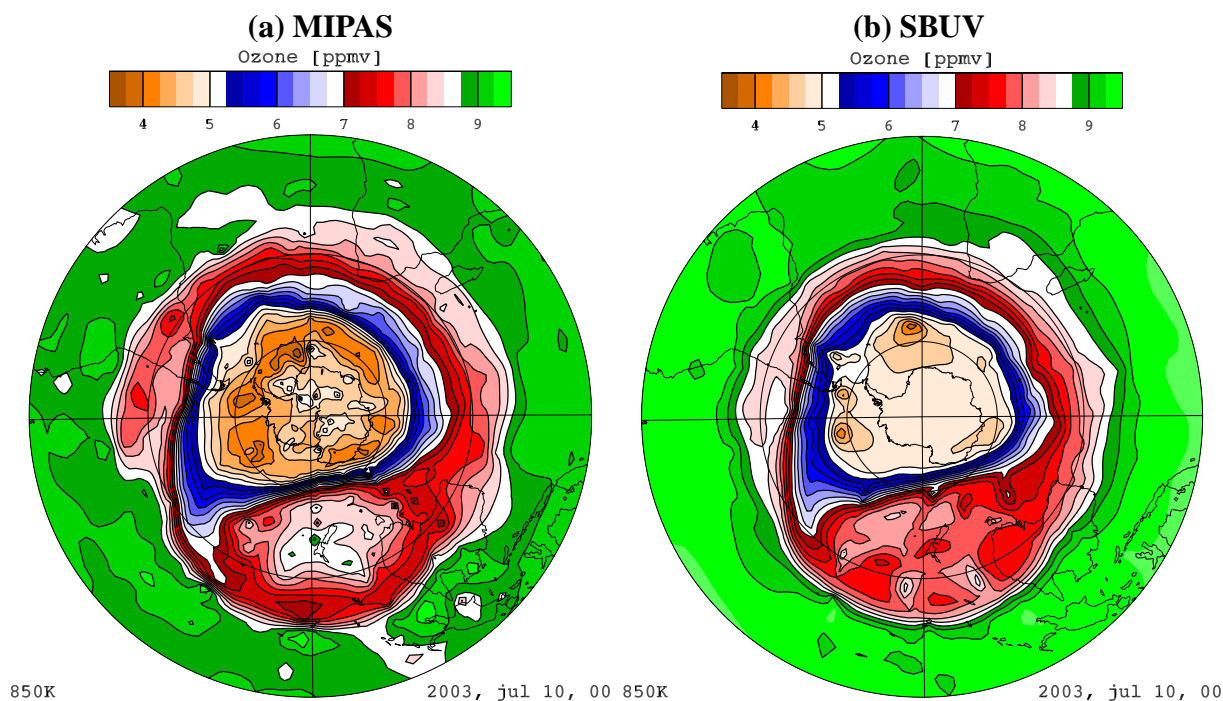 (a) MIPAS
Ozone [ppmv]
4 5 6 7 8 9
850K
2003, jul 10, 00
(b) SBUV
Ozone [ppmv]
4 5 6 7 8 9
850K
2003, jul 10, 00